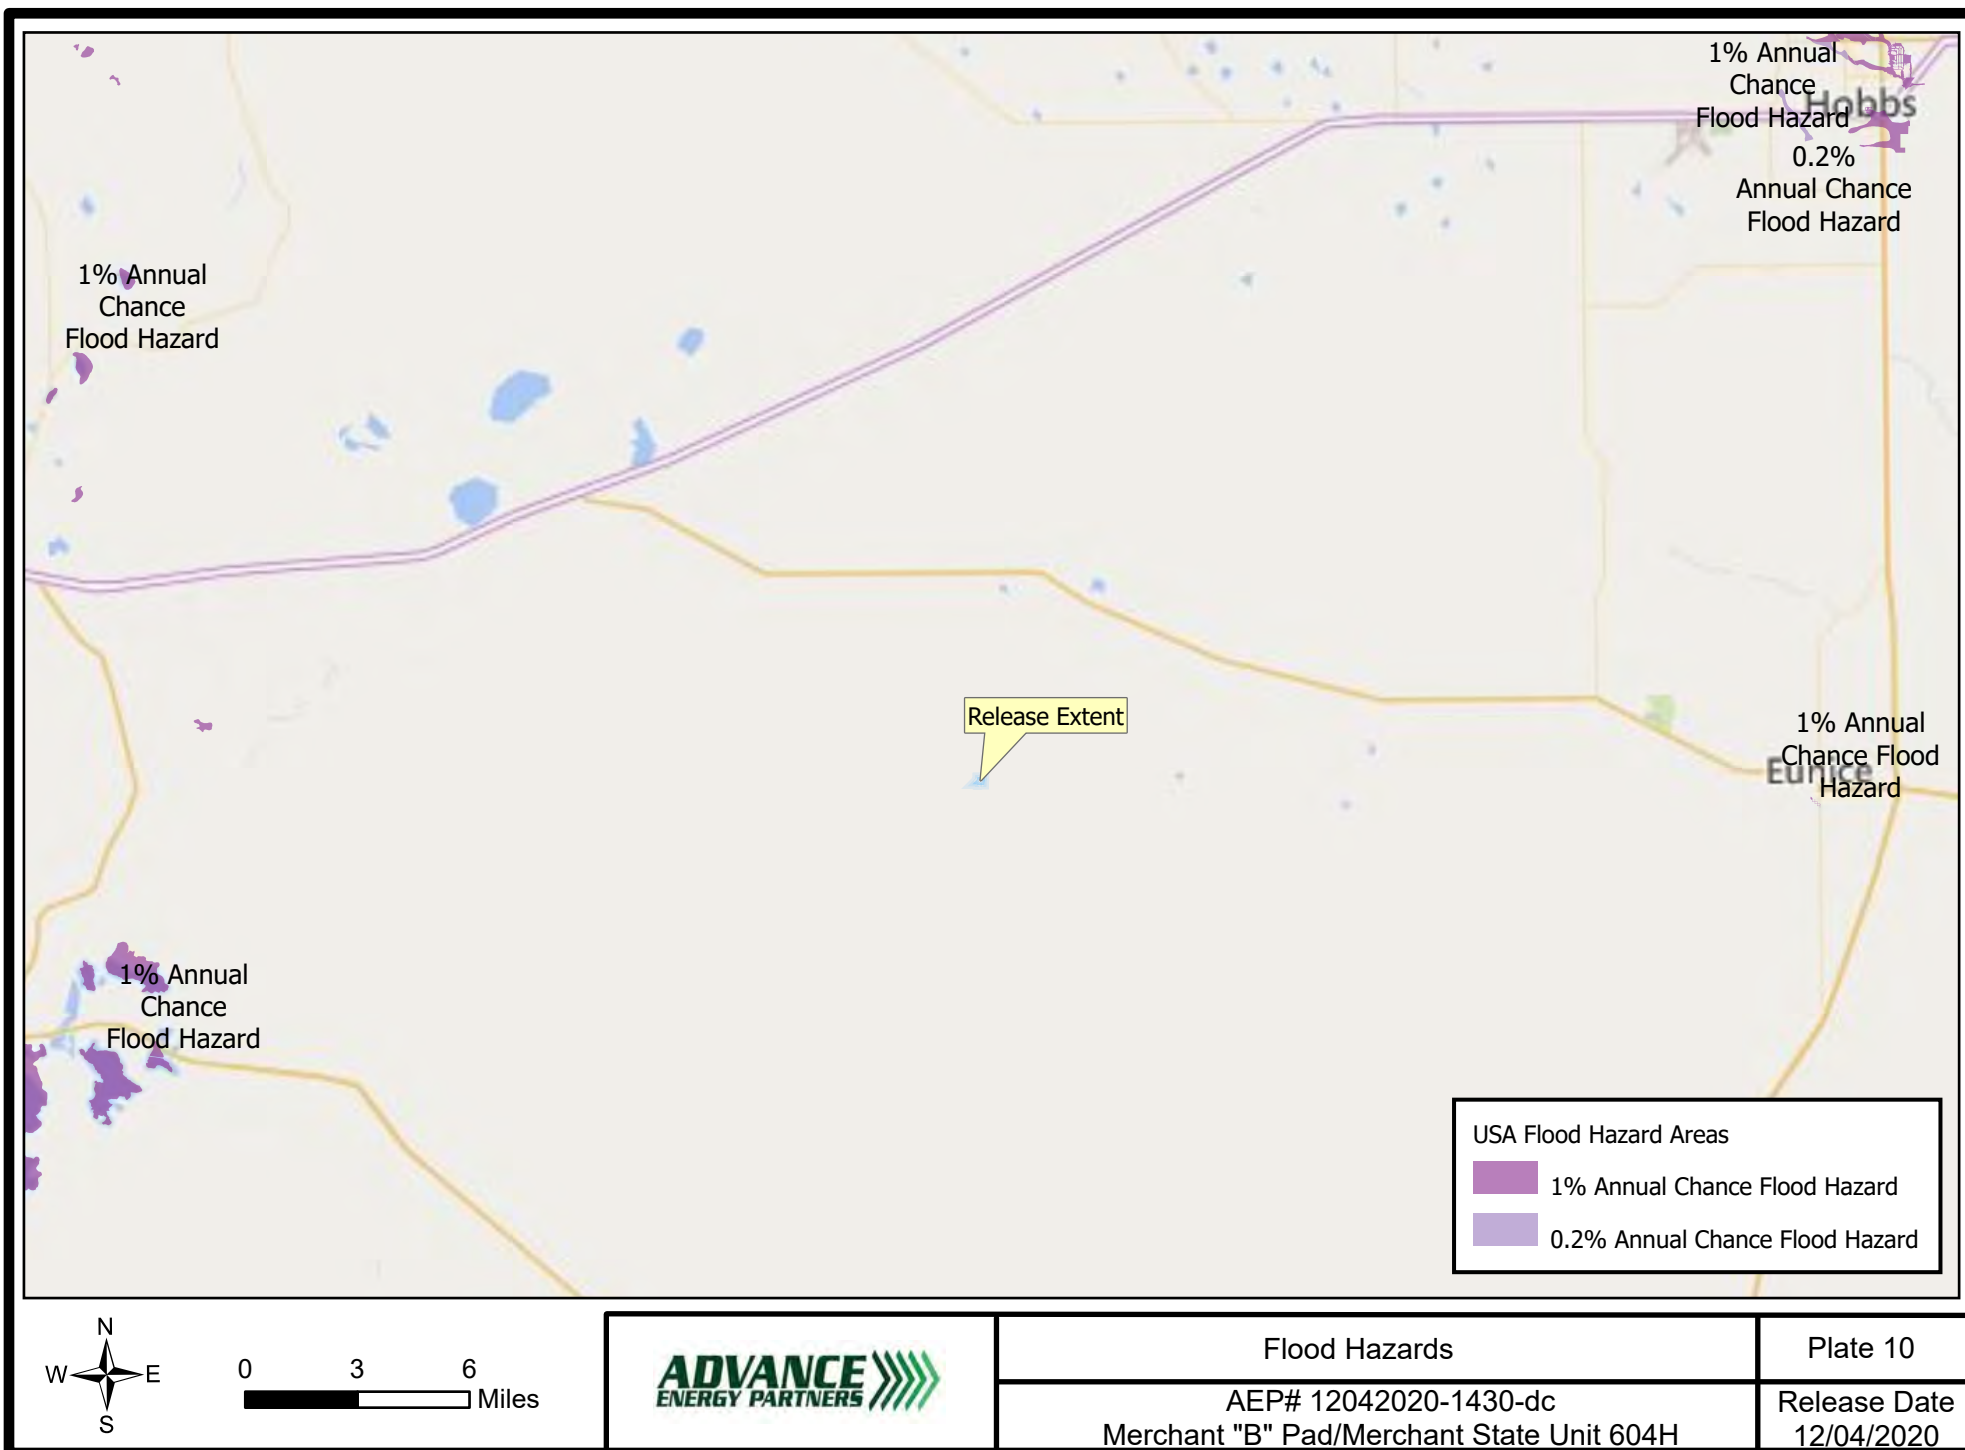 1% Annual
Chance
Flood Hazard
Hobbs
0.2%
Annual Chance
Flood Hazard
1% Annual
Chance
Flood Hazard
Release Extent
1% Annual
Chance Flood
Hazard
Eunice
1% Annual
Chance
Flood Hazard
USA Flood Hazard Areas
1% Annual Chance Flood Hazard
0.2% Annual Chance Flood Hazard
N
W E
S
0 3 6
Miles
ADVANCE
ENERGY PARTNERS
Flood Hazards
Plate 10
AEP# 12042020-1430-dc
Merchant "B" Pad/Merchant State Unit 604H
Release Date
12/04/2020